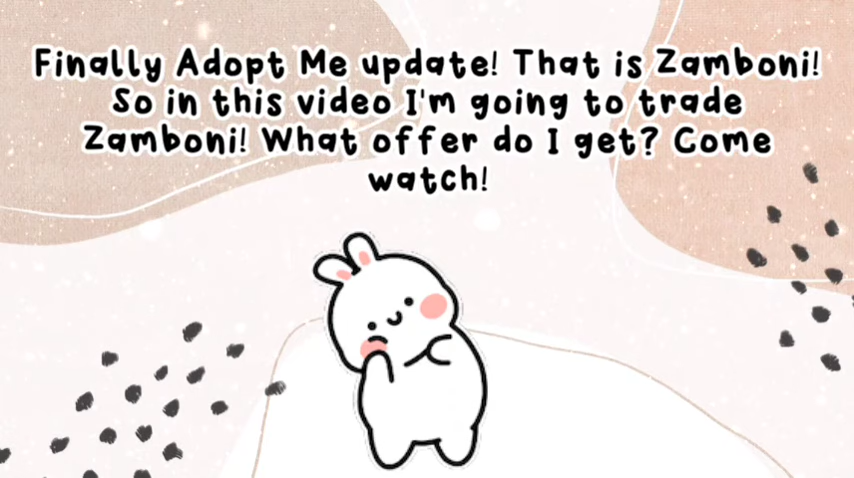 Finally Adopt Me update! That is Zamboni!
So in this video I'm going to trade
Zamboni! What offer do I get? Come
watch!